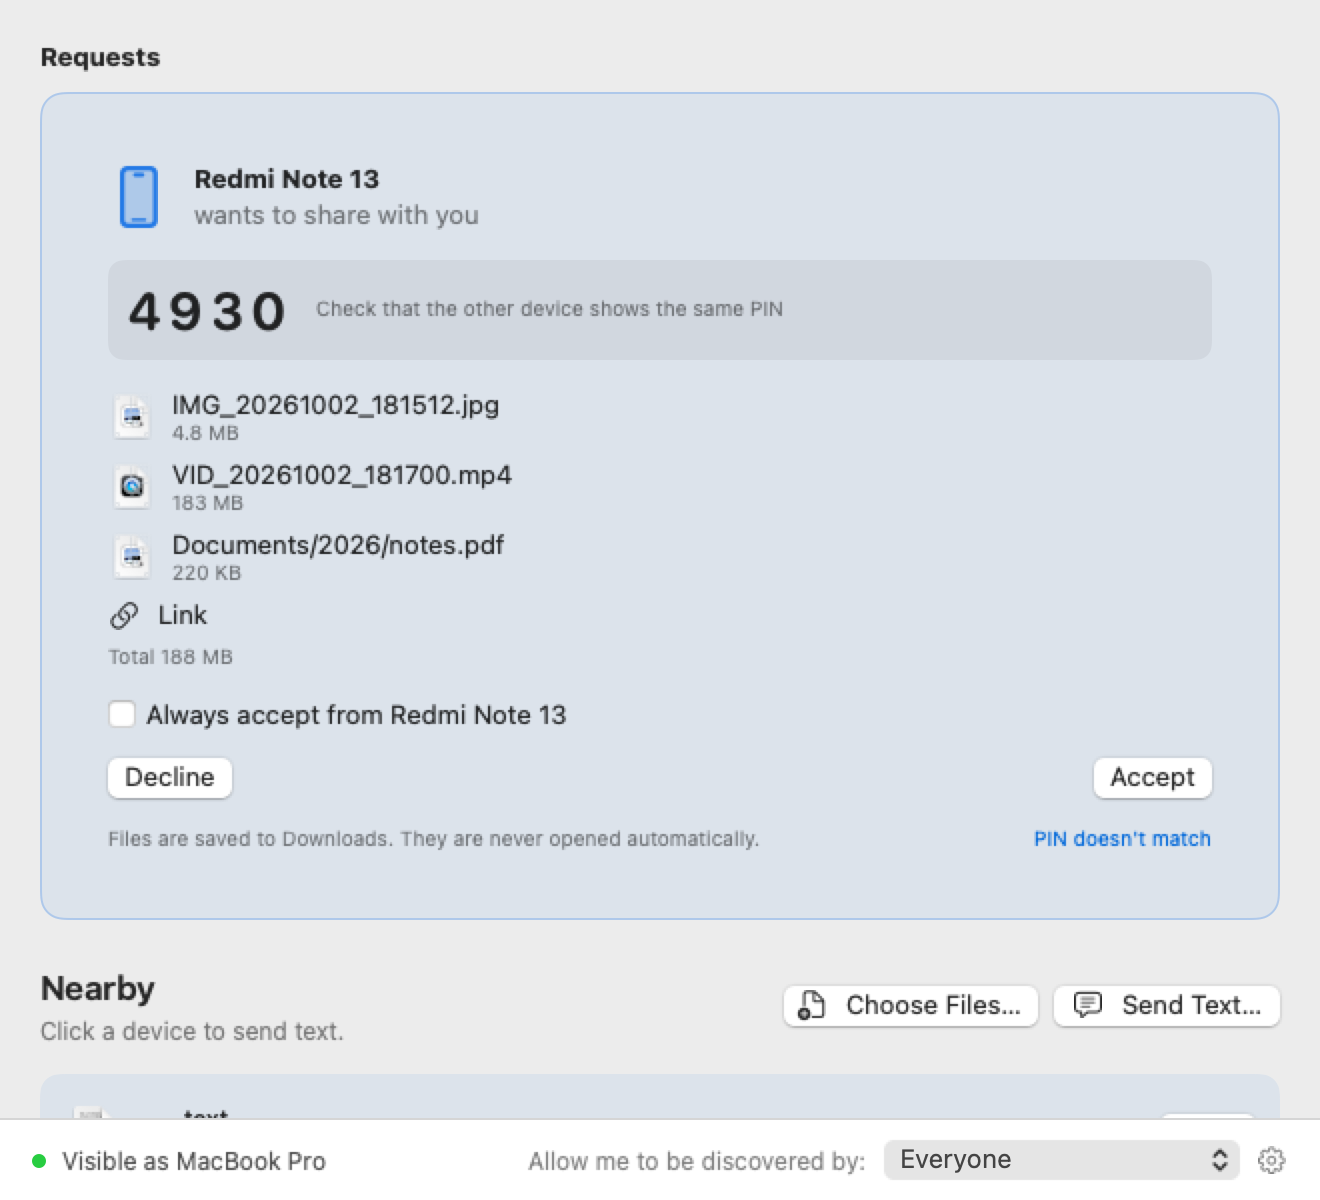 Requests
Redmi Note 13
wants to share with you
4930
Check that the other device shows the same PIN
IMG_20261002_181512.jpg
4.8 MB
VID_20261002_181700.mp4
183 MB
Documents/2026/notes.pdf
220 KB
Link
Total 188 MB
Always accept from Redmi Note 13
Decline
Accept
Files are saved to Downloads. They are never opened automatically.
PIN doesn't match
Nearby
Choose Files...
Send Text...
Click a device to send text.
text
Visible as MacBook Pro
Allow me to be discovered by:
Everyone